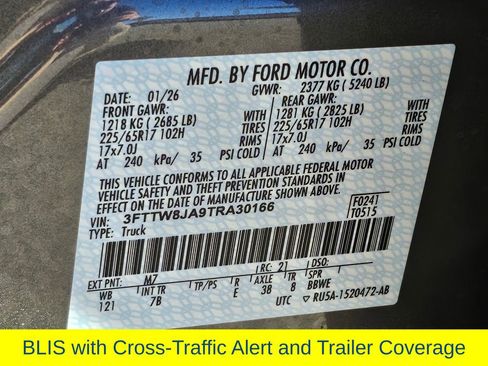 MFD. BY FORD MOTOR CO.
DATE: 01/26 GVWR: 2377 KG ( 5240 LB)
FRONT GAWR: REAR GAWR:
1218 KG ( 2685 LB) WITH 1281 KG ( 2825 LB) WITH
225/65R17 102H TIRES 225/65R17 102H TIRES
17x7.0J RIMS 17x7.0J RIMS
AT 240 kPa/ 35 PSI COLD AT 240 kPa/ 35 PSI COLD
THIS VEHICLE CONFORMS TO ALL APPLICABLE FEDERAL MOTOR
VEHICLE SAFETY AND THEFT PREVENTION STANDARDS IN
EFFECT ON THE DATE OF MANUFACTURE SHOWN ABOVE.
VIN: 3FTTW8JA9TRA30166 F0241
TYPE: Truck T0515
EXT PNT: M7 RC: 21 DSO:
WB INT TR TP/PS R AXLE TR SPR
121 7B E 38 8 BBWE
UTC RU5A-1520472-AB
BLIS with Cross-Traffic Alert and Trailer Coverage